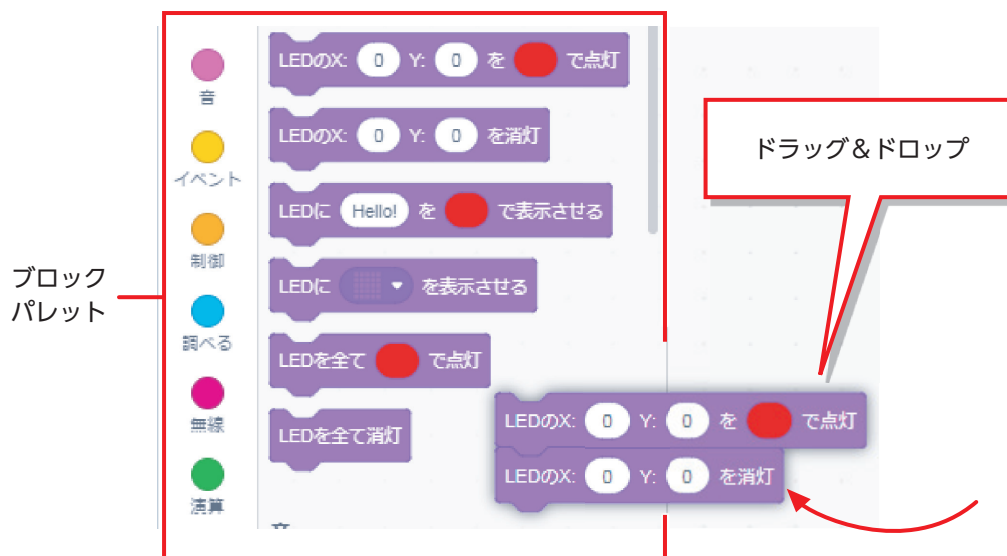 ブロック
パレット
音
イベント
制御
調べる
無線
演算
LEDのX: 0 Y: 0 を で点灯
LEDのX: 0 Y: 0 を消灯
LEDに Hello! を で表示させる
LEDに を表示させる
LEDを全て で点灯
LEDを全て消灯
ドラッグ＆ドロップ
LEDのX: 0 Y: 0 を で点灯
LEDのX: 0 Y: 0 を消灯